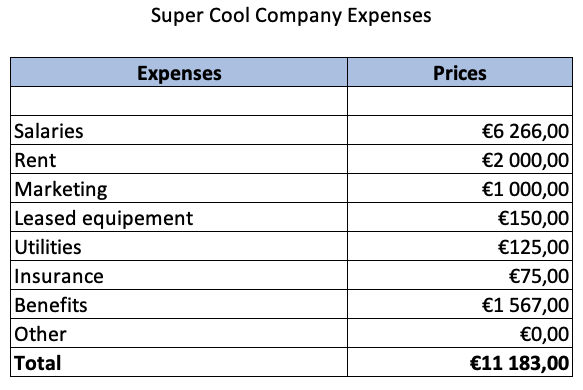 Super Cool Company Expenses
Expenses Prices
Salaries €6 266,00
Rent €2 000,00
Marketing €1 000,00
Leased equipement €150,00
Utilities €125,00
Insurance €75,00
Benefits €1 567,00
Other €0,00
Total €11 183,00